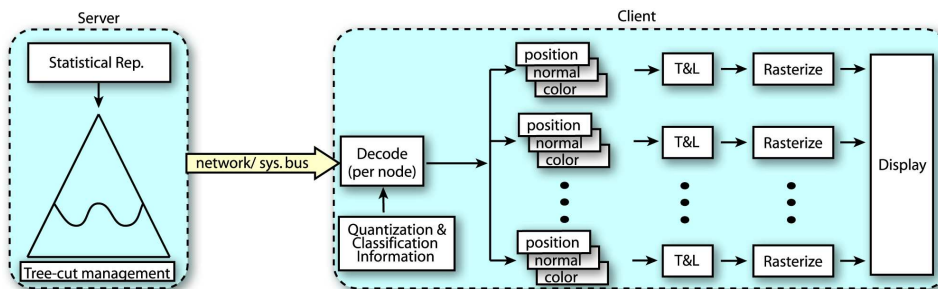 Server
Client
Statistical Rep.
Tree-cut management
network/ sys. bus
Decode
(per node)
Quantization &
Classification
Information
position
normal
color
T&L
Rasterize
position
normal
color
T&L
Rasterize
position
normal
color
T&L
Rasterize
Display